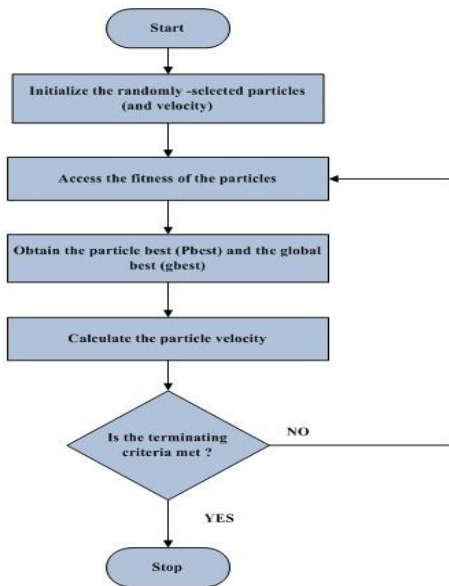 Start
Initialize the randomly -selected particles
(and velocity)
Access the fitness of the particles
Obtain the particle best (Pbest) and the global
best (gbest)
Calculate the particle velocity
Is the terminating
criteria met ?
NO
YES
Stop